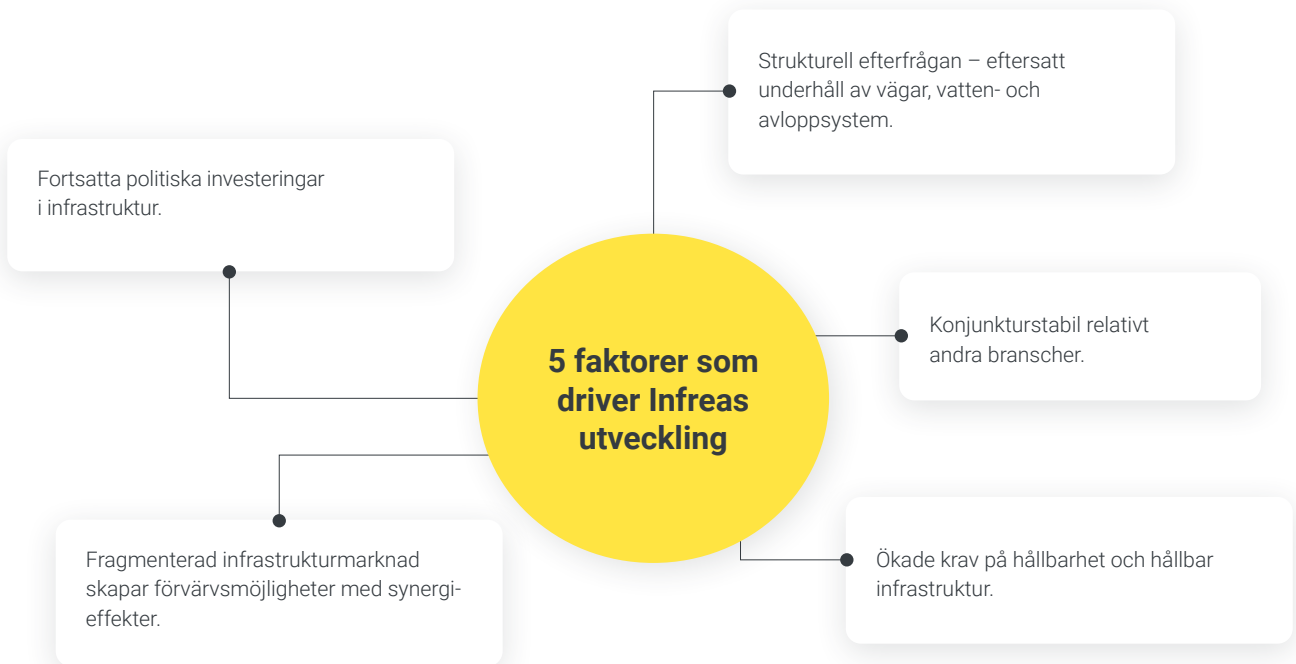 Strukturell efterfrågan – eftersatt
underhåll av vägar, vatten- och
avloppsystem.
Fortsatta politiska investeringar
i infrastruktur.
Konjunkturstabil relativt
andra branscher.
5 faktorer som
driver Infreas
utveckling
Fragmenterad infrastrukturmarknad
skapar förvärvsmöjligheter med synergi-
effekter.
Ökade krav på hållbarhet och hållbar
infrastruktur.